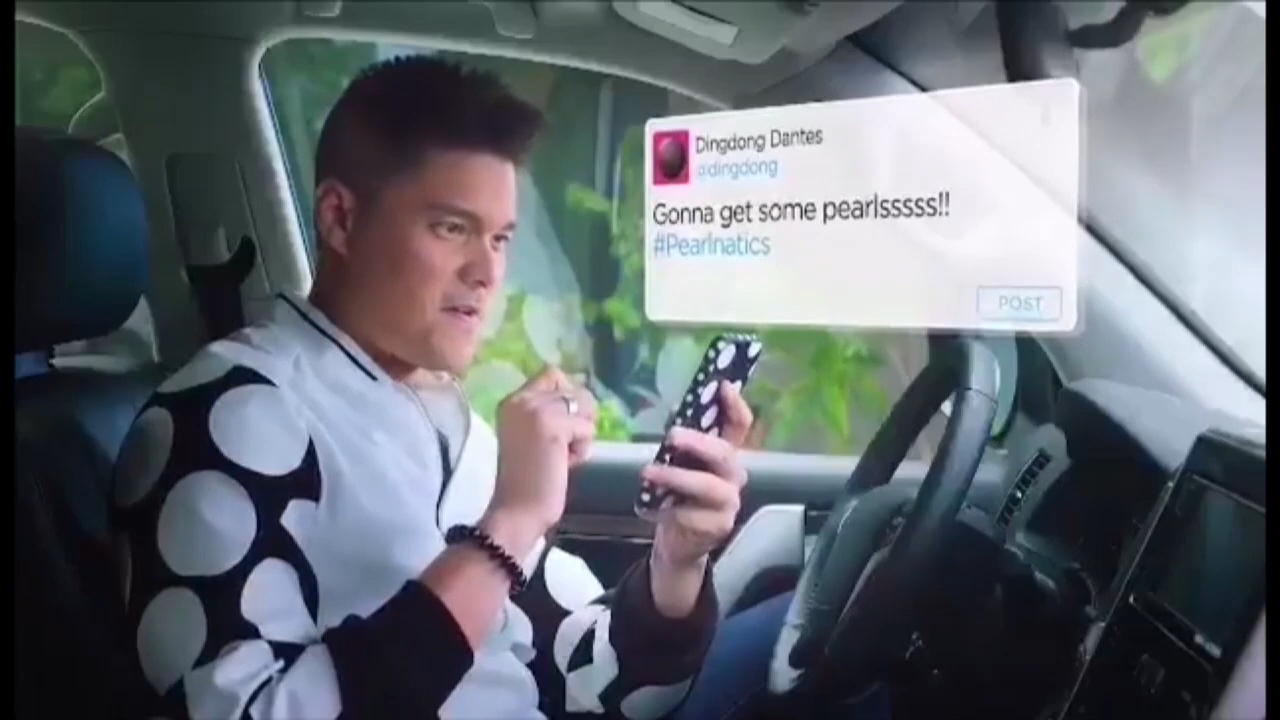 Dingdong Dantes
@dingdong
Gonna get some pearlsssss!!
#Pearlnatics
POST